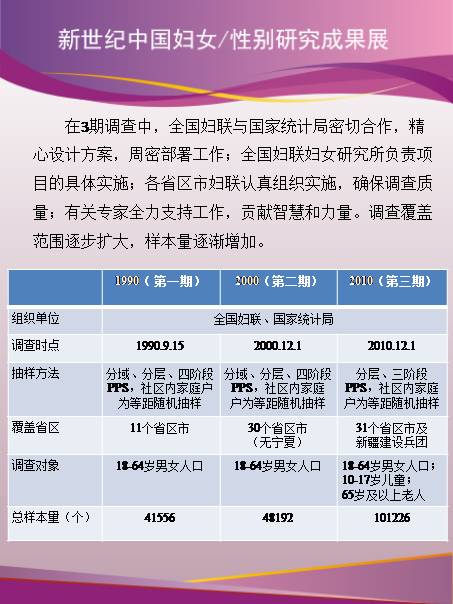 新世纪中国妇女/性别研究成果展
在3期调查中，全国妇联与国家统计局密切合作，精
心设计方案，周密部署工作；全国妇联妇女研究所负责项
目的具体实施；各省区市妇联认真组织实施，确保调查质
量；有关专家全力支持工作，贡献智慧和力量。调查覆盖
范围逐步扩大，样本量逐渐增加。
1990（第一期） 2000（第二期） 2010（第三期）
组织单位 全国妇联、国家统计局
调查时点 1990.9.15 2000.12.1 2010.12.1
抽样方法 分域、分层、四阶段 分域、分层、四阶段 分层、三阶段
PPS，社区内家庭户 PPS，社区内家庭 PPS，社区内家庭
为等距随机抽样 户为等距随机抽样 户为等距随机抽样
覆盖省区 11个省区市 30个省区市 31个省区市及
（无宁夏） 新疆建设兵团
调查对象 18-64岁男女人口 18-64岁男女人口 18-64岁男女人口；
10-17岁儿童；
65岁及以上老人
总样本量（个） 41556 48192 101226